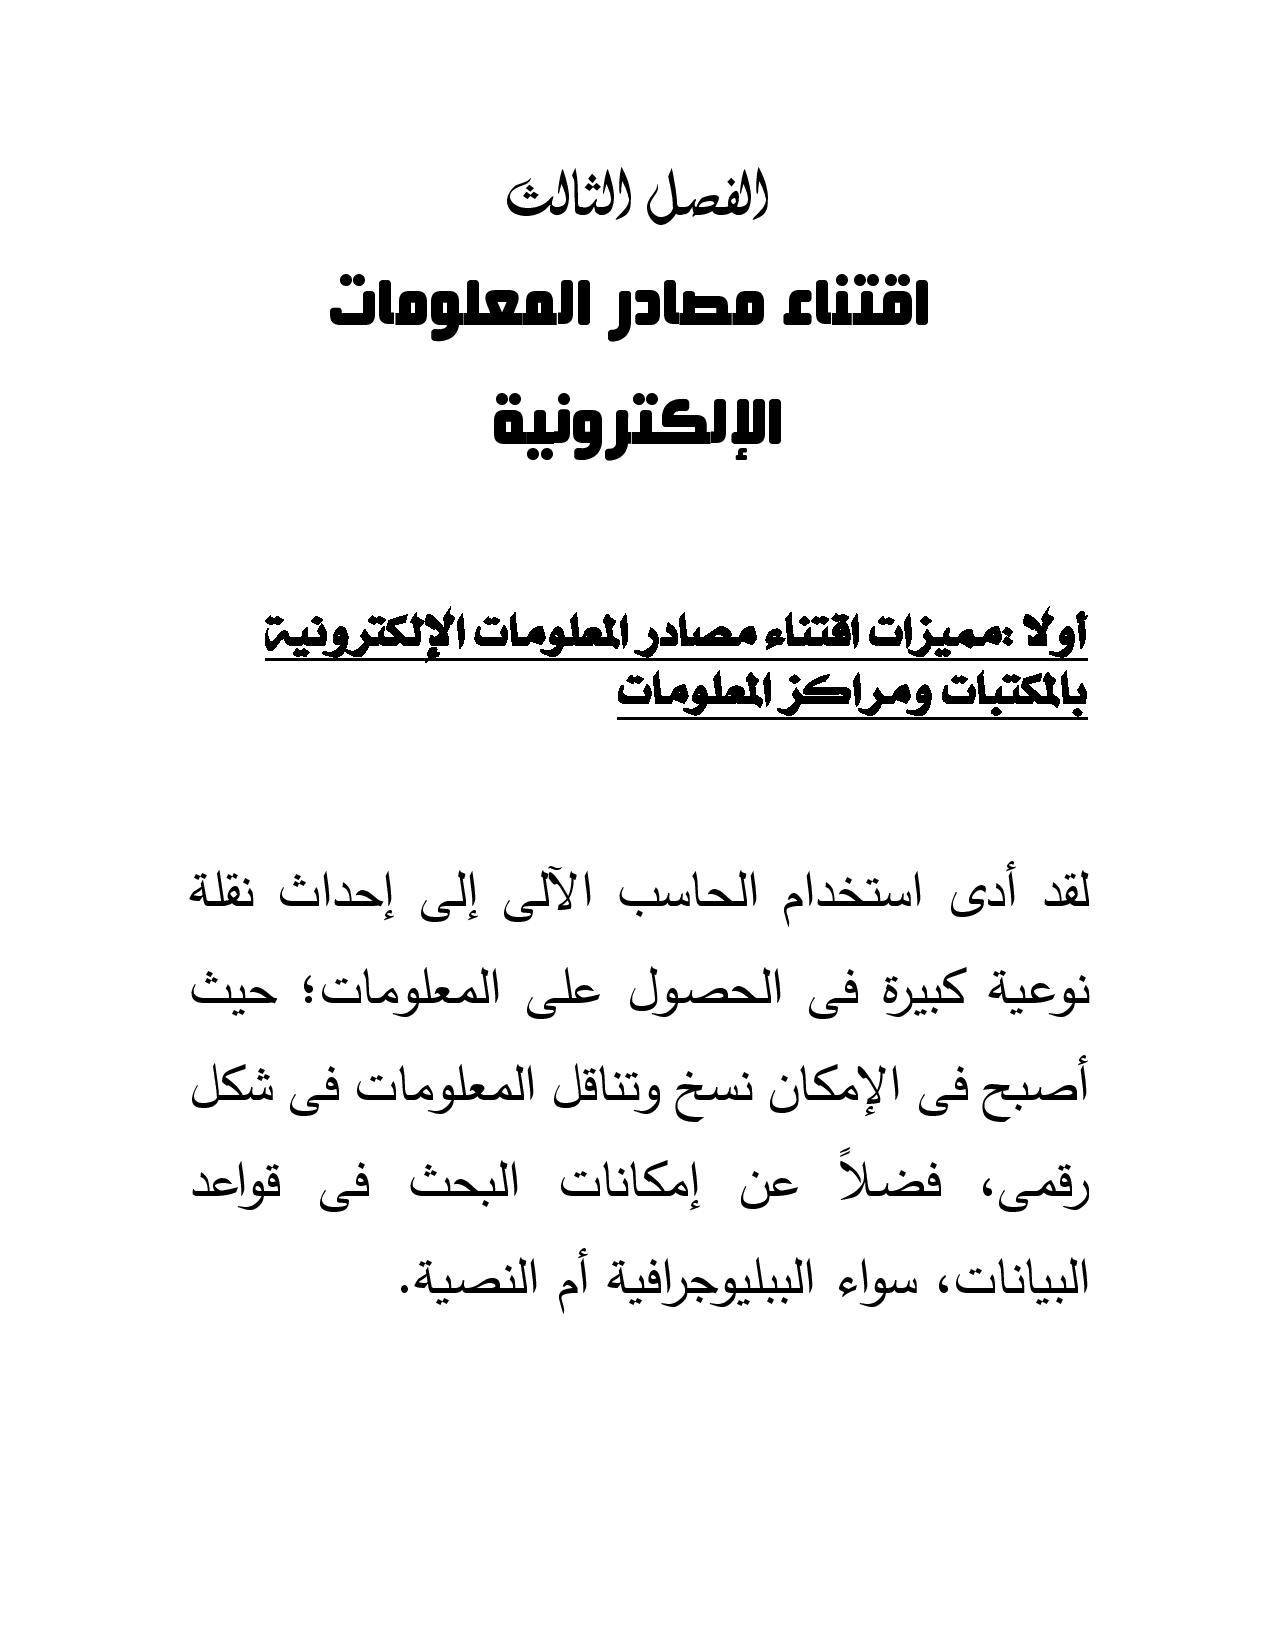 الفصل الثالث
اقتناء مصادر المعلومات
الإلكترونية
أولا :مميزات اقتناء مصادر المعلومات الإلكترونية
بالمكتبات ومراكز المعلومات
لقد أدى استخدام الحاسب الآلى إلى إحداث نقلة
نوعية كبيرة فى الحصول على المعلومات؛ حيث
أصبح فى الإمكان نسخ وتناقل المعلومات فى شكل
رقمى، فضلاً عن إمكانات البحث فى قواعد
البيانات، سواء الببليوجرافية أم النصية.